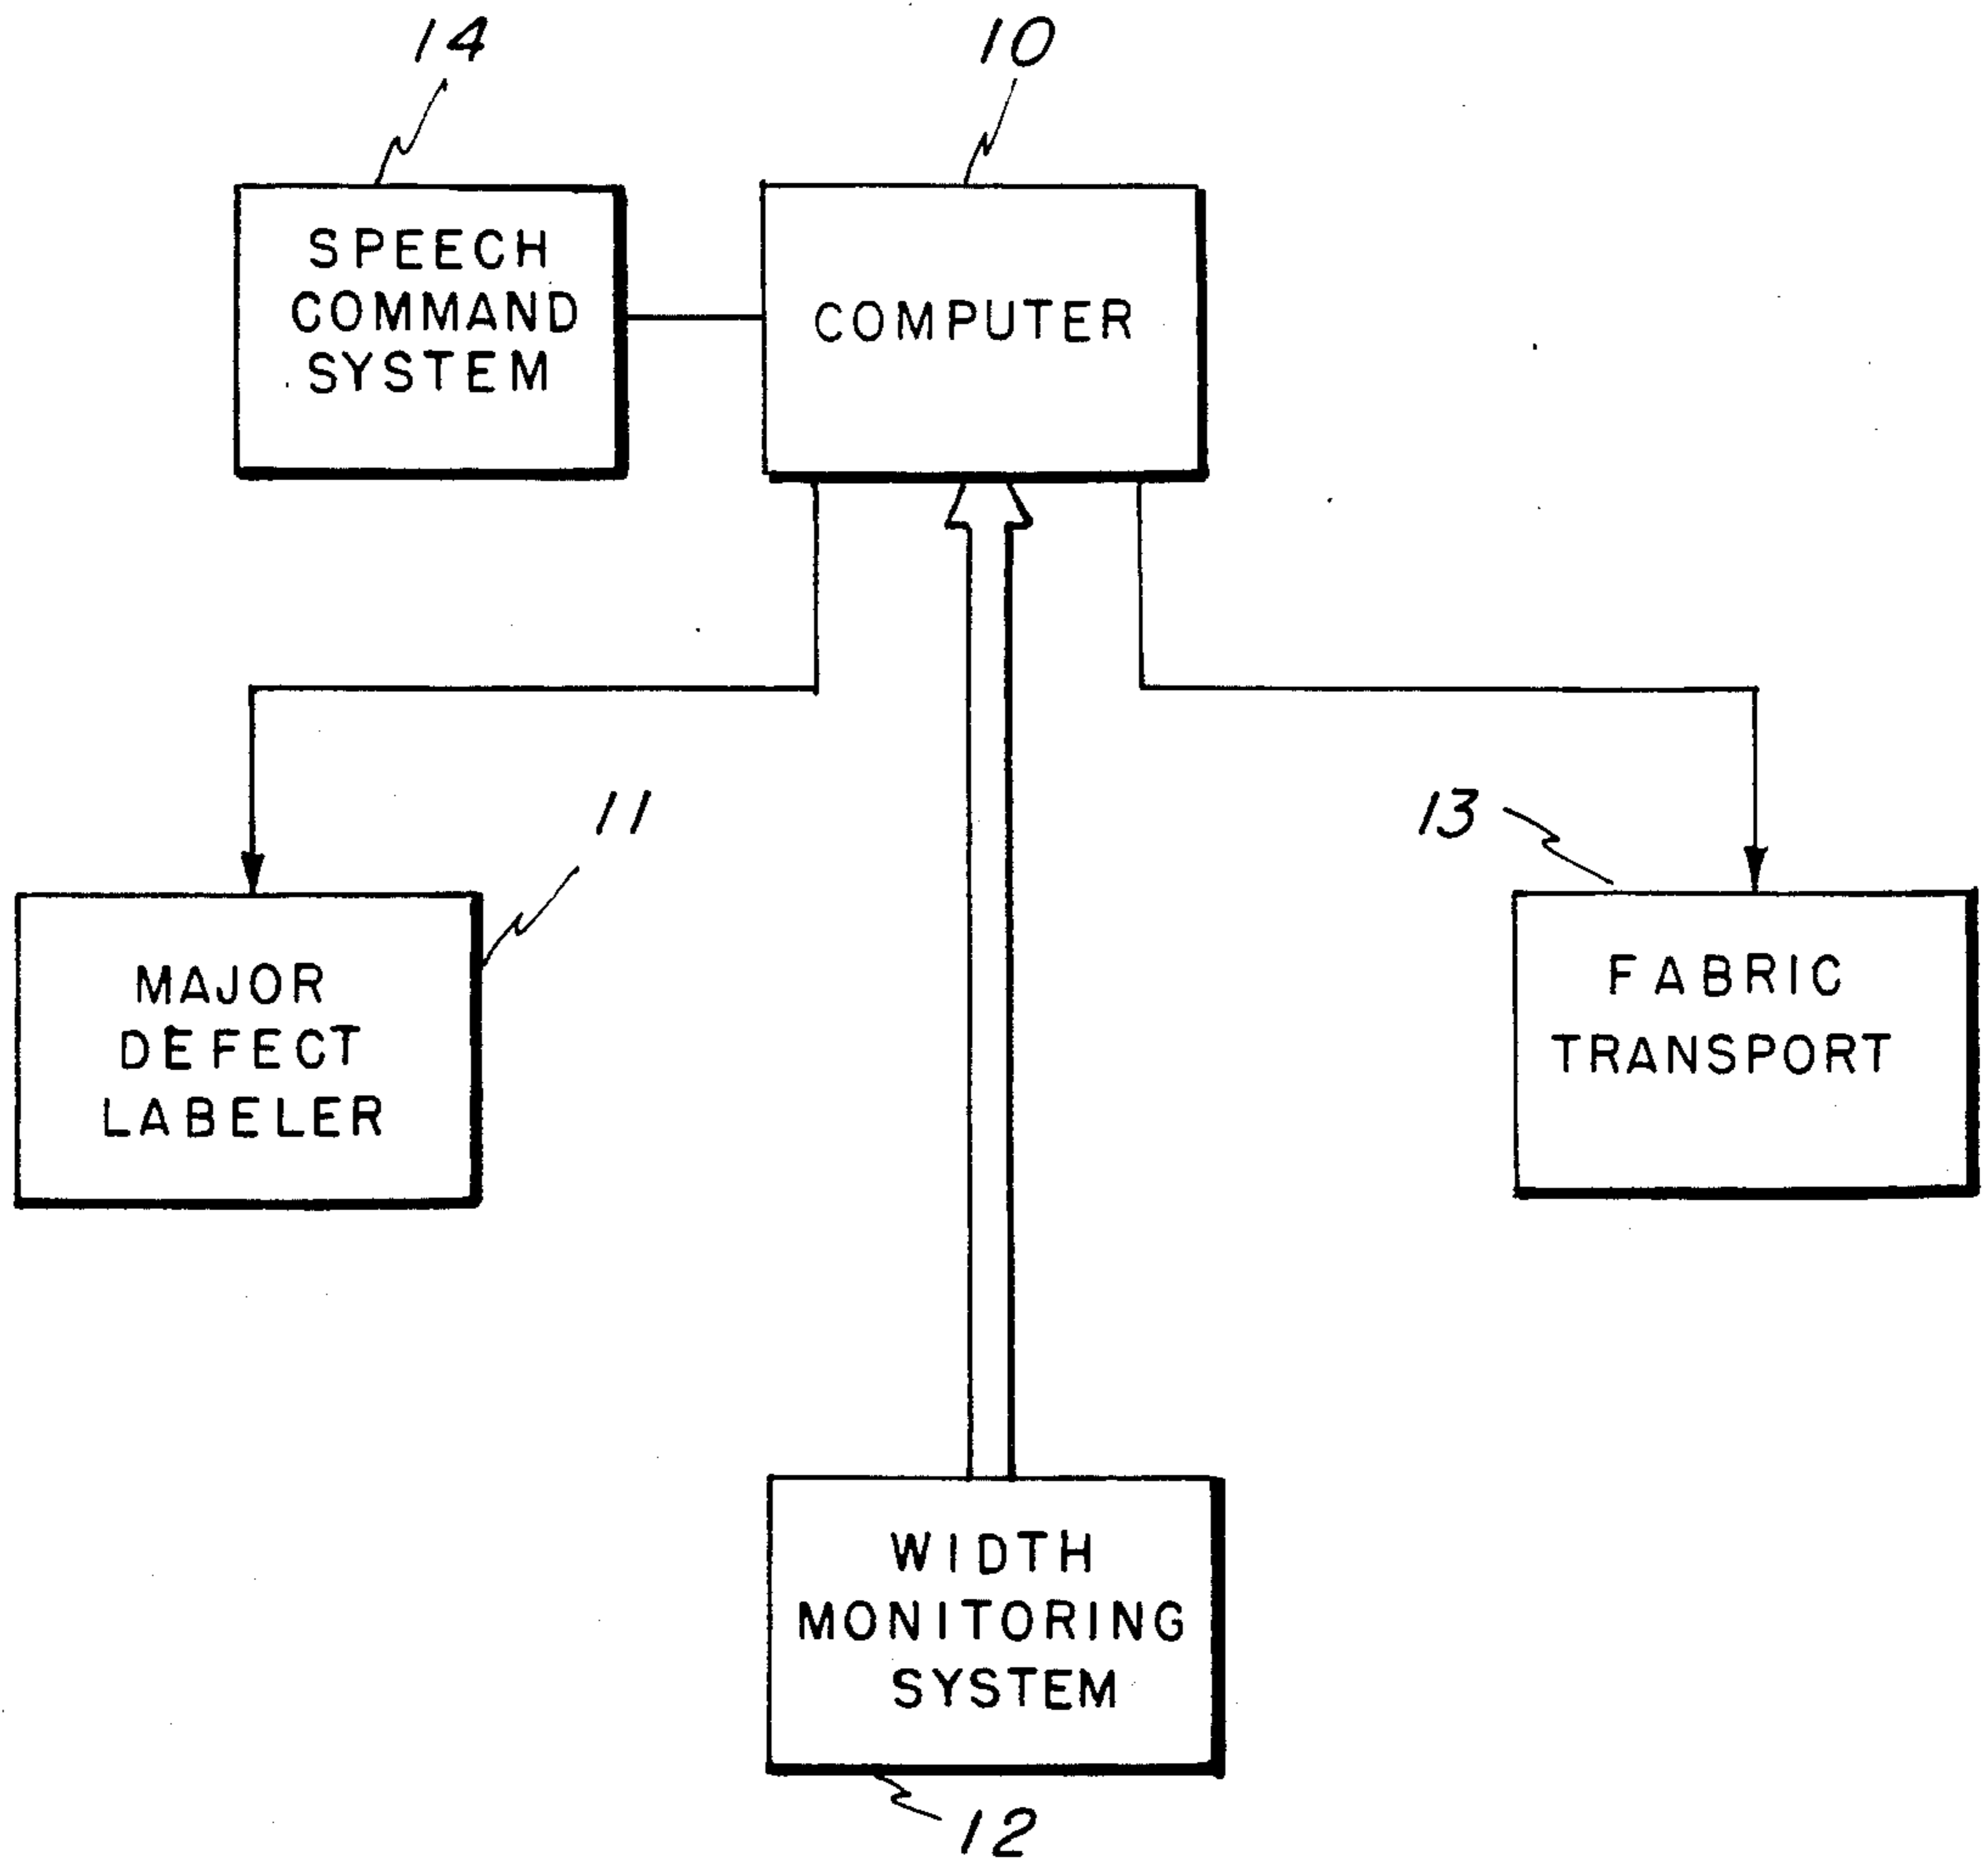 14
10
SPEECH
COMMAND
SYSTEM
COMPUTER
11
13
MAJOR
DEFECT
LABELER
FABRIC
TRANSPORT
WIDTH
MONITORING
SYSTEM
12